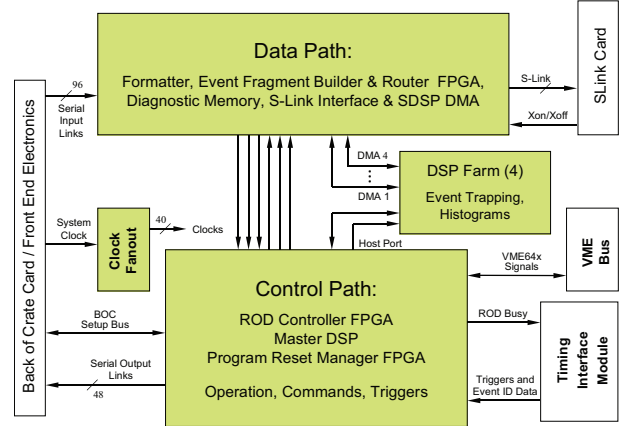 Data Path:
Formatter, Event Fragment Builder & Router FPGA,
Diagnostic Memory, S-Link Interface & SDSP DMA
96
Serial
Input
Links
S-Link
Xon/Xoff
SLink Card
Back of Crate Card / Front End Electronics
DMA 4
DMA 1
DSP Farm (4)
Event Trapping,
Histograms
System
Clock
Clock
Fanout
40
Clocks
Host Port
VME64x
Signals
VME
Bus
Control Path:
ROD Controller FPGA
Master DSP
Program Reset Manager FPGA
Operation, Commands, Triggers
BOC
Setup Bus
Serial Output
Links
48
ROD Busy
Triggers and
Event ID Data
Timing
Interface
Module